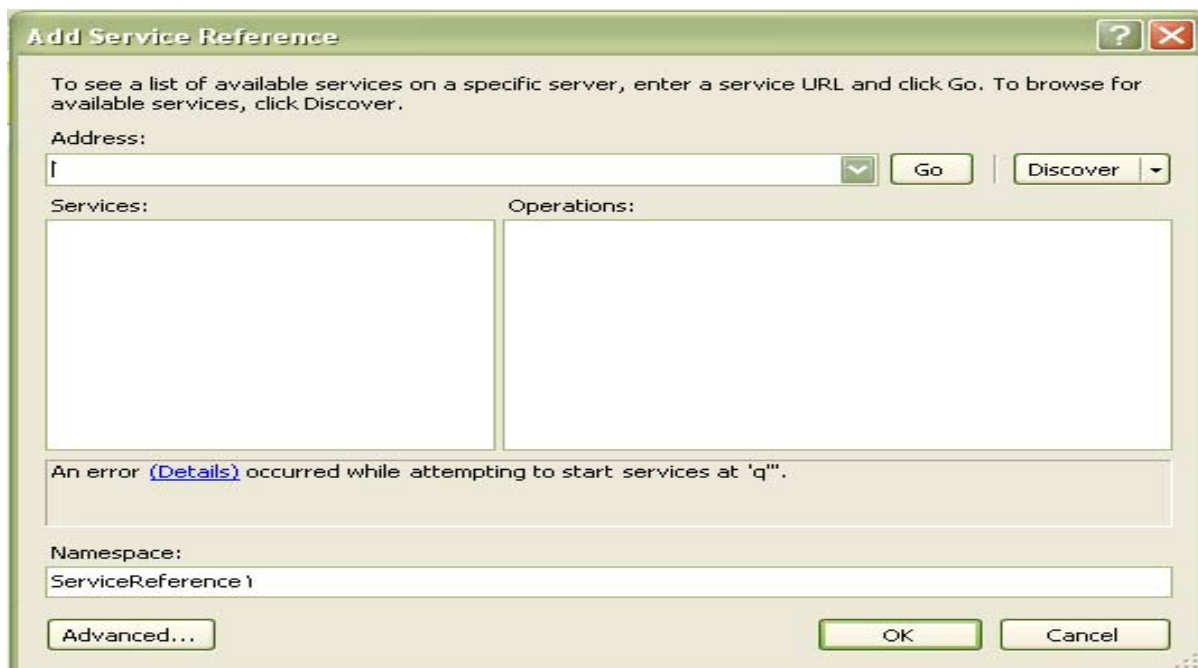 Add Service Reference
To see a list of available services on a specific server, enter a service URL and click Go. To browse for
available services, click Discover.
Address:
Go
Discover
Services:
Operations:
An error (Details) occurred while attempting to start services at 'q'".
Namespace:
ServiceReference۱
Advanced...
OK
Cancel